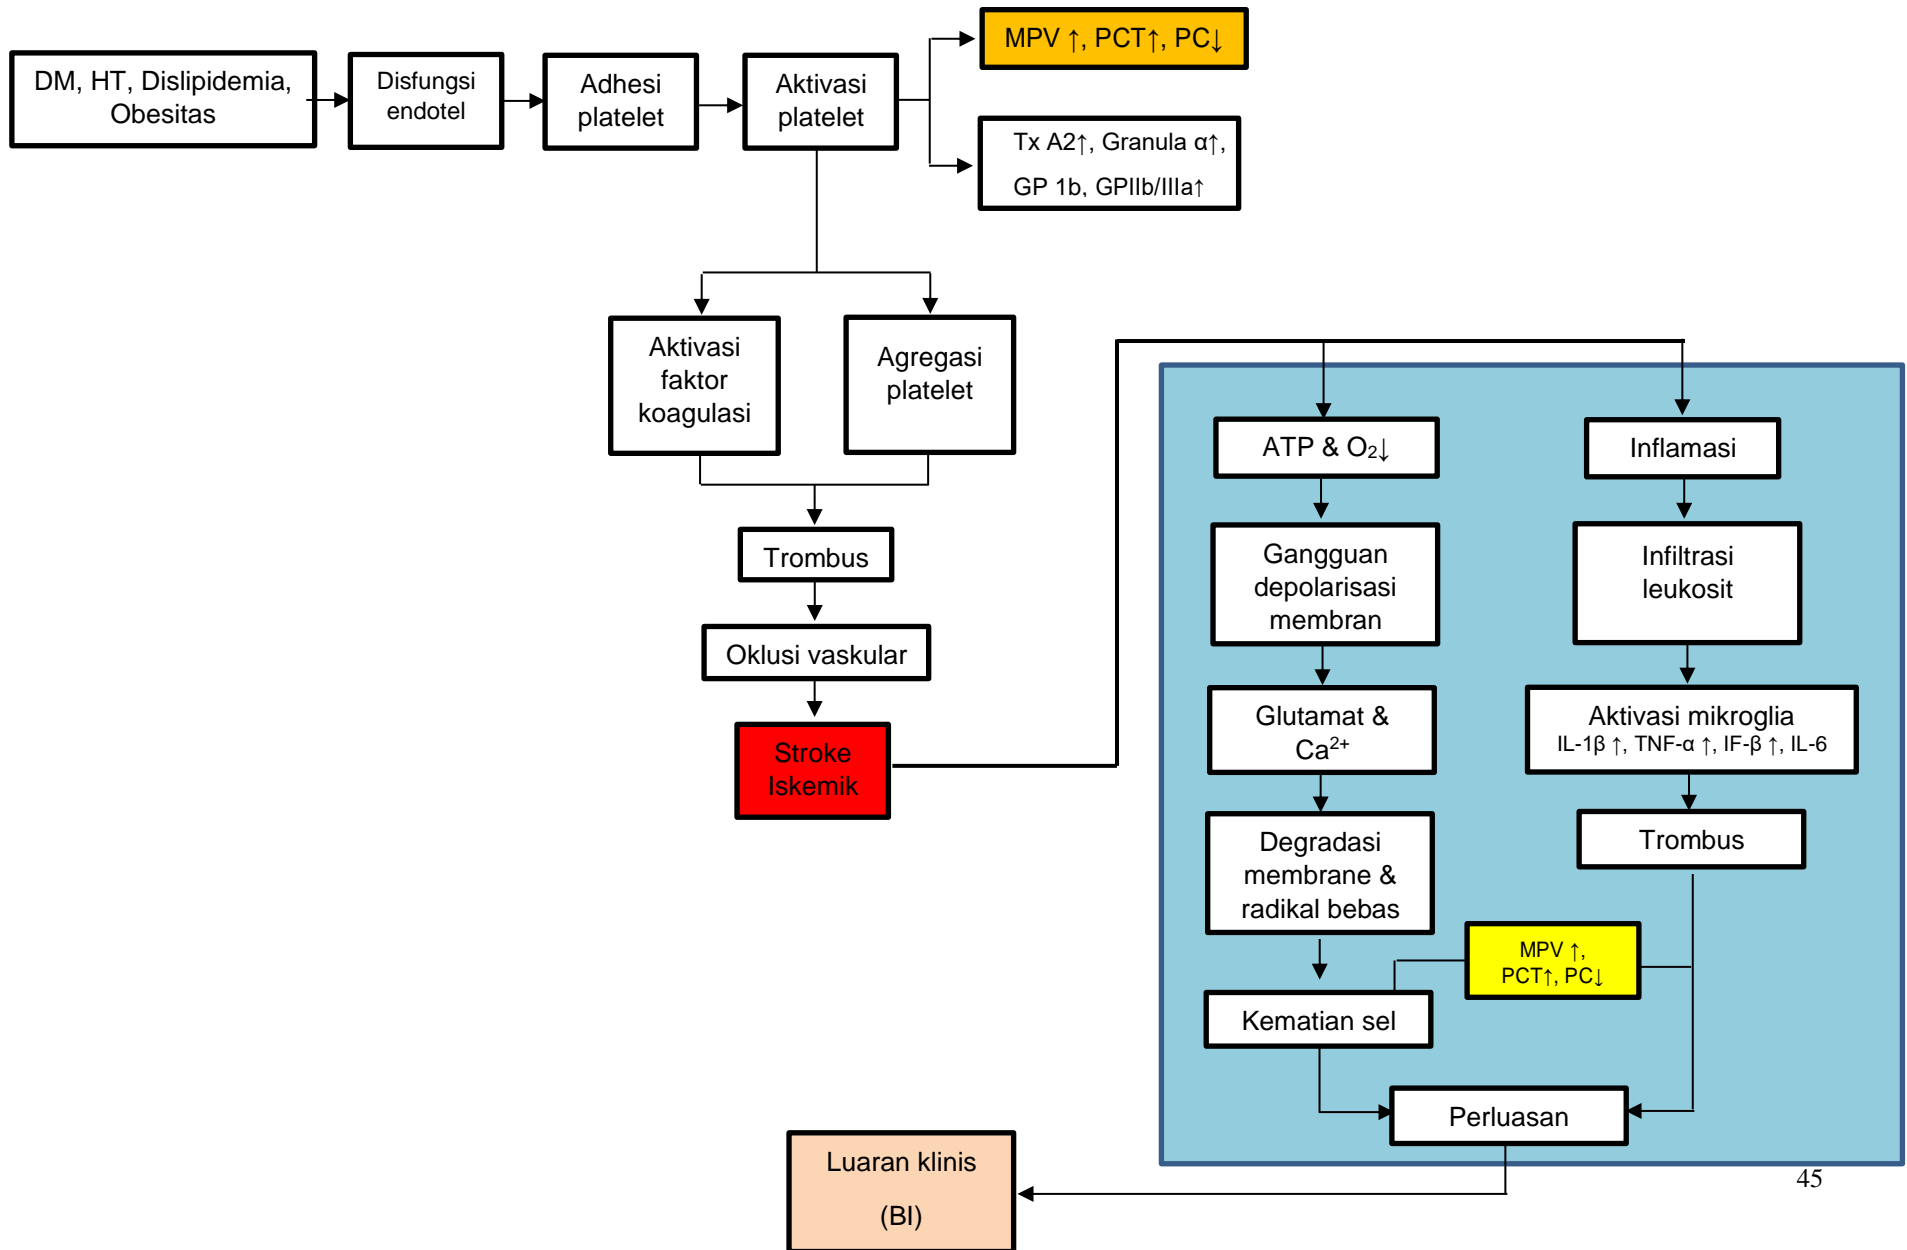 MPV ↑, PCT↑, PC↓
DM, HT, Dislipidemia,
Obesitas
Disfungsi
endotel
Adhesi
platelet
Aktivasi
platelet
Tx A2↑, Granula α↑,
GP 1b, GPIIb/IIIa↑
Aktivasi
faktor
koagulasi
Agregasi
platelet
Trombus
Oklusi vaskular
Stroke
Iskemik
ATP & O₂↓
Gangguan
depolarisasi
membran
Glutamat &
Ca²⁺
Degradasi
membrane &
radikal bebas
Kematian sel
Inflamasi
Infiltrasi
leukosit
Aktivasi mikroglia
IL-1β ↑, TNF-α ↑, IF-β ↑, IL-6
Trombus
MPV ↑,
PCT↑, PC↓
Perluasan
Luaran klinis
(BI)
45